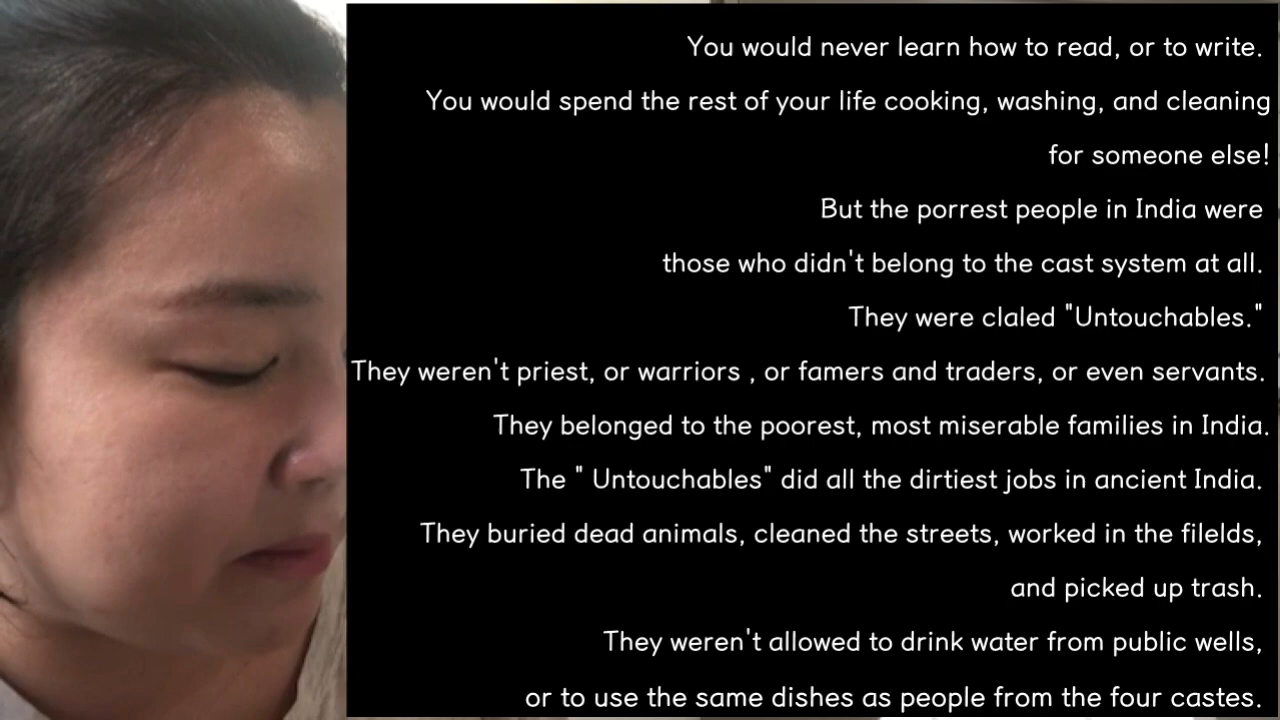 You would never learn how to read, or to write.
You would spend the rest of your life cooking, washing, and cleaning
for someone else!
But the porrest people in India were
those who didn't belong to the cast system at all.
They were claled "Untouchables."
They weren't priest, or warriors , or famers and traders, or even servants.
They belonged to the poorest, most miserable families in India.
The " Untouchables" did all the dirtiest jobs in ancient India.
They buried dead animals, cleaned the streets, worked in the filelds,
and picked up trash.
They weren't allowed to drink water from public wells,
or to use the same dishes as people from the four castes.